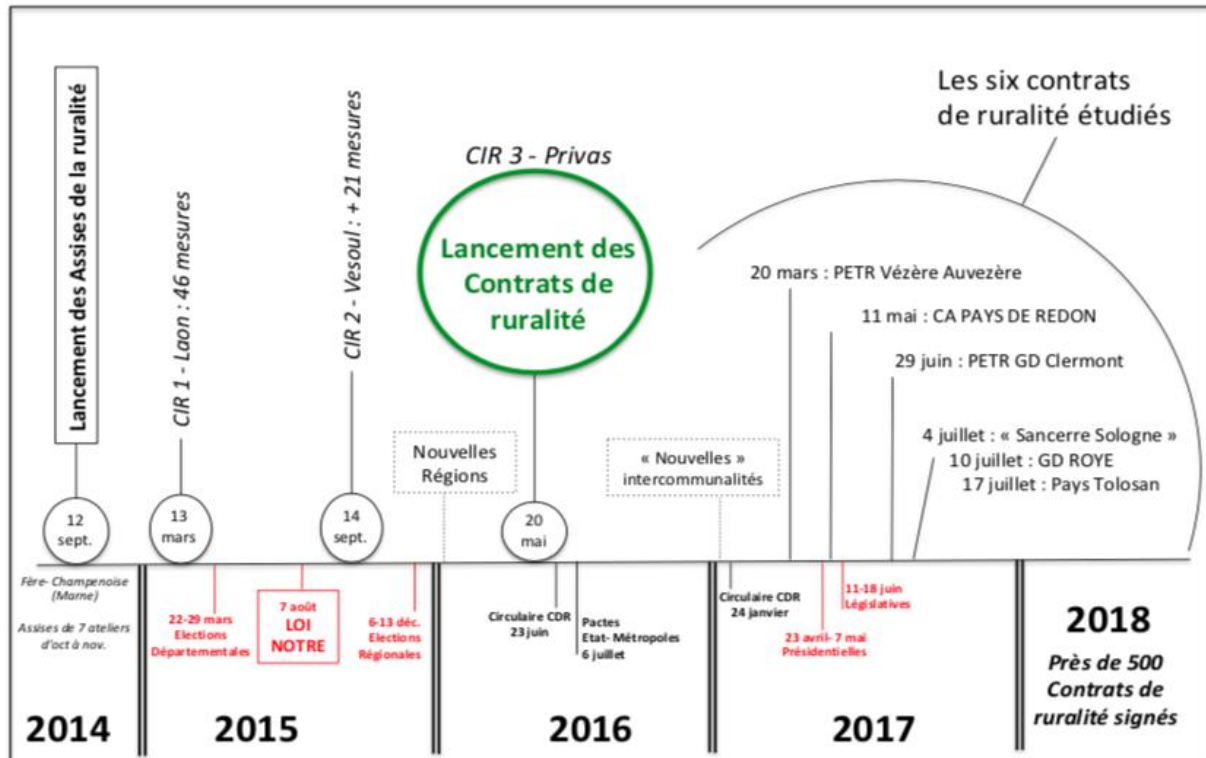 Lancement des Assises de la ruralité
CIR 1 - Laon : 46 mesures
CIR 2 - Vesoul : + 21 mesures
CIR 3 - Privas
Lancement des
Contrats de
ruralité
Les six contrats
de ruralité étudiés
20 mars : PETR Vézère Auvezère
11 mai : CA PAYS DE REDON
29 juin : PETR GD Clermont
4 juillet : « Sancerre Sologne »
10 juillet : GD ROYE
17 juillet : Pays Tolosan
Nouvelles
Régions
« Nouvelles »
intercommunalités
12
sept.
13
mars
14
sept.
20
mai
Fère- Champenoise
(Marne)
Assises de 7 ateliers
d'oct à nov.
22-29 mars
Elections
Départementales
7 août
LOI
NOTRE
6-13 déc.
Elections
Régionales
Circulaire CDR
23 juin
Pactes
Etat- Métropoles
6 juillet
Circulaire CDR
24 janvier
23 avril- 7 mai
Présidentielles
11-18 juin
Législatives
2018
Près de 500
Contrats de
ruralité signés
2014
2015
2016
2017